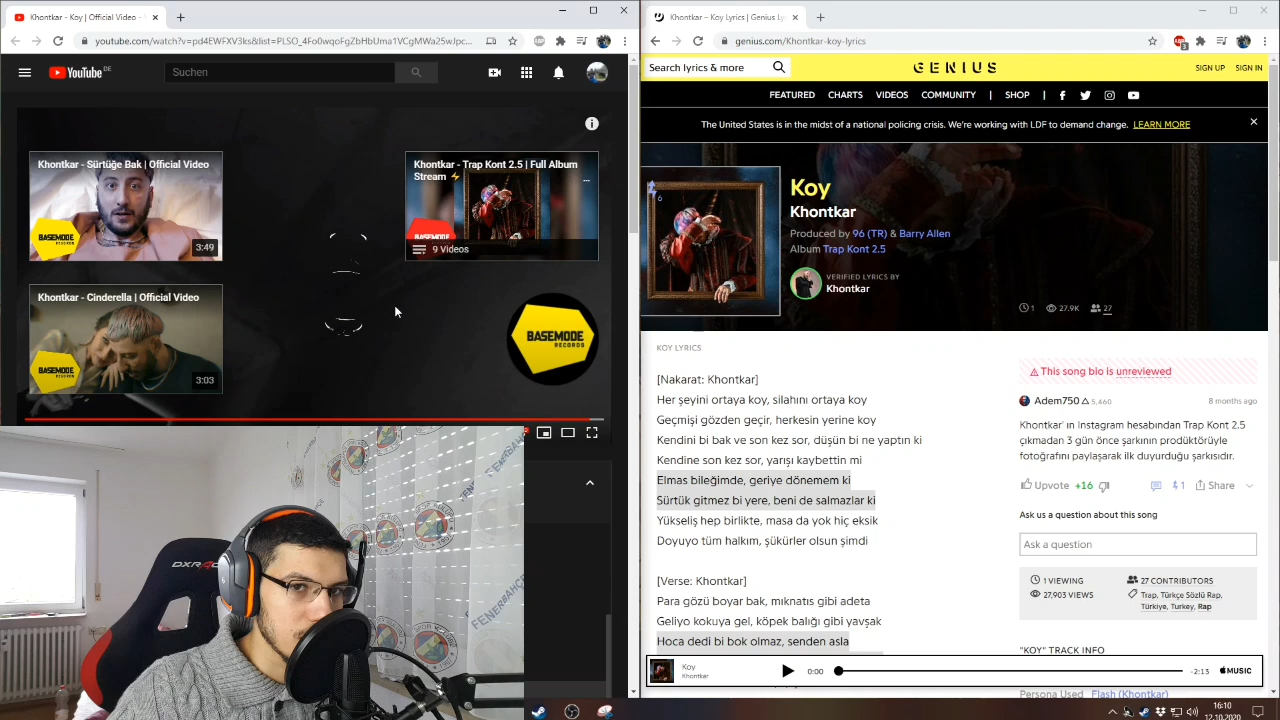 Khontkar - Koy | Official Video -
youtube.com/watch?v=pd4EWFXV3ks&list=PLSO_4Fo0wqoFgZbHbUma1VCgMWa25wJpc...
YouTube DE
Suchen
Khontkar - Sürtüğe Bak | Official Video
BASEMODE
RECORDS
3:49
Khontkar - Trap Kont 2.5 | Full Album
Stream ⚡
...
9 Videos
Khontkar - Cinderella | Official Video
BASEMODE
RECORDS
3:03
BASEMODE
RECORDS
DXR
FENERBAHÇE
Khontkar – Koy Lyrics | Genius Ly
genius.com/Khontkar-koy-lyrics
3
Search lyrics & more
GENIUS
SIGN UP
SIGN IN
FEATURED
CHARTS
VIDEOS
COMMUNITY
|
SHOP
|
The United States is in the midst of a national policing crisis. We're working with LDF to demand change. LEARN MORE
6
Koy
Khontkar
Produced by 96 (TR) & Barry Allen
Album Trap Kont 2.5
VERIFIED LYRICS BY
Khontkar
1
27.9K
27
KOY LYRICS
[Nakarat: Khontkar]
Her şeyini ortaya koy, silahını ortaya koy
Geçmişi gözden geçir, herkesin yerine koy
Kendini bi bak ve son kez sor, düşün bi ne yaptın ki
Kendine son kez sor, yarışı kaybettin mi
Elmas bileğimde, geriye dönemem ki
Sürtük gitmez bi yere, beni de salmazlar ki
Yükseliş hep birlikte, masa da yok hiç eksik
Doyuyo tüm halkım, şükürler olsun şimdi
[Verse: Khontkar]
Para gözü boyar bak, mıknatıs gibi adeta
Geliyo kokuya gel, köpek balığı gibi yavşak
Hoca dedi bi bok olmaz, senden asla
This song bio is unreviewed
Adem750 5,460
8 months ago
Khontkar' ın Instagram hesabından Trap Kont 2.5
çıkmadan 3 gün önce şarkının prodüktörüyle
fotoğrafını paylaşarak ilk duyurduğu şarkısıdır.
Upvote +16
1
Share
Ask us a question about this song
Ask a question
1 VIEWING
27 CONTRIBUTORS
27,903 VIEWS
Trap, Türkçe Sözlü Rap,
Türkiye, Turkey, Rap
"KOY" TRACK INFO
Koy
Khontkar
0:00
-2:13
MUSIC
Persona Used
Flash (Khontkar)
16:10
12.10.2020